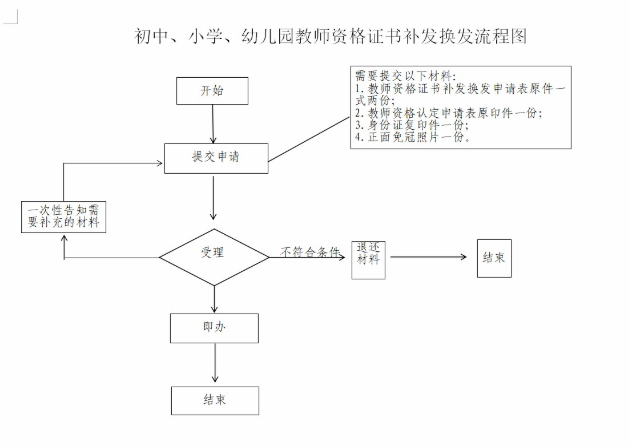 初中、小学、幼儿园教师资格证书补发换发流程图
开始
需要提交以下材料:
1.教师资格证书补发换发申请表原件一
式两份;
2.教师资格认定申请表原印件一份;
3.身份证复印件一份;
4.正面免冠照片一份。
提交申请
一次性告知需
要补充的材料
受理
不符合条件
退还
材料
结束
即办
结束